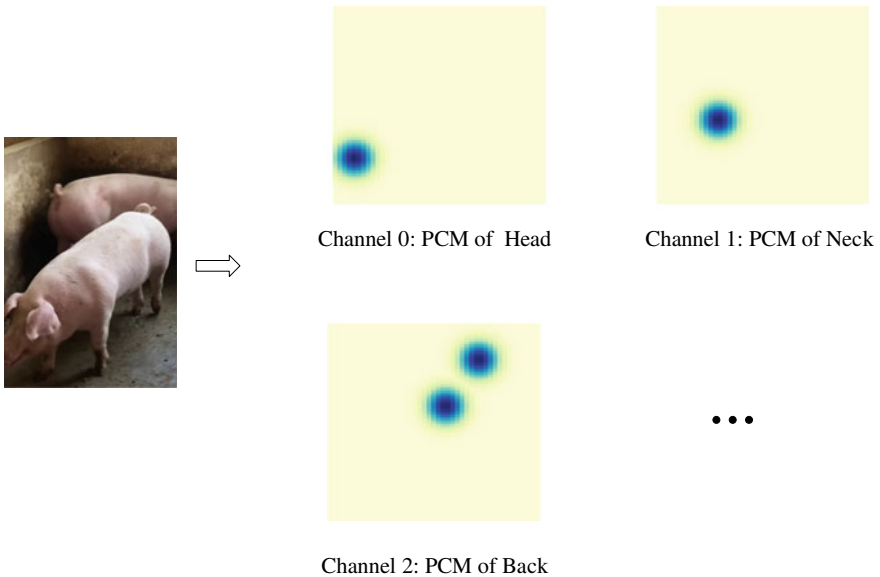 Channel 0: PCM of Head
Channel 1: PCM of Neck
Channel 2: PCM of Back